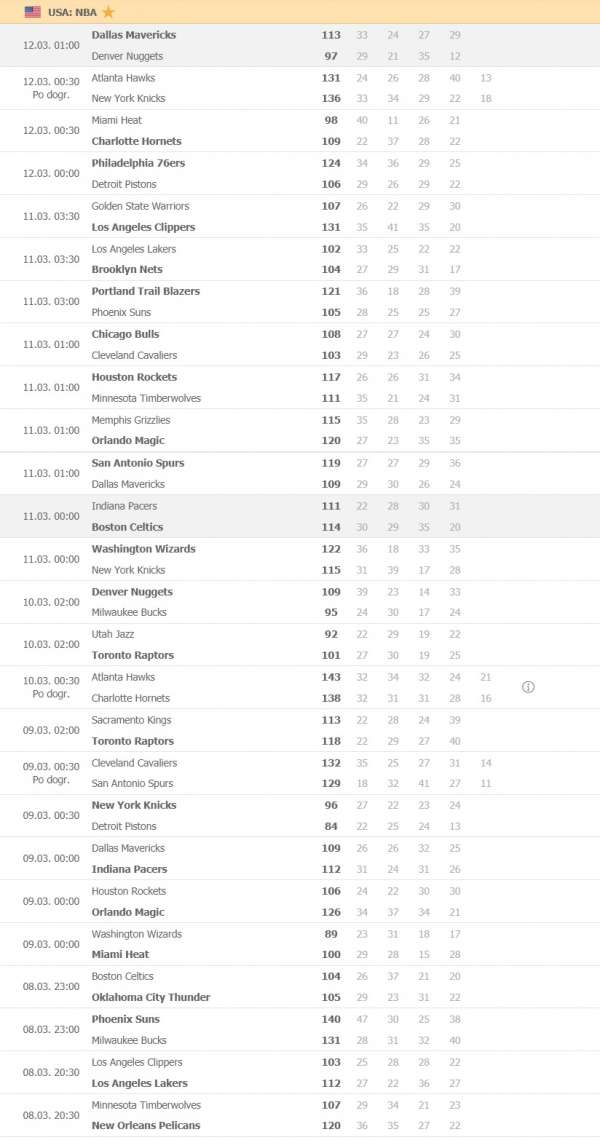 USA: NBA
12.03. 01:00
Dallas Mavericks 113 33 24 27 29
Denver Nuggets 97 29 21 35 12
12.03. 00:30
Po dogr.
Atlanta Hawks 131 24 26 28 40 13
New York Knicks 136 33 34 29 22 18
12.03. 00:30
Miami Heat 98 40 11 26 21
Charlotte Hornets 109 22 37 28 22
12.03. 00:00
Philadelphia 76ers 124 34 36 29 25
Detroit Pistons 106 29 26 29 22
11.03. 03:30
Golden State Warriors 107 26 22 29 30
Los Angeles Clippers 131 35 41 35 20
11.03. 03:30
Los Angeles Lakers 102 33 25 22 22
Brooklyn Nets 104 27 29 31 17
11.03. 03:00
Portland Trail Blazers 121 36 18 28 39
Phoenix Suns 105 28 25 25 27
11.03. 01:00
Chicago Bulls 108 27 27 24 30
Cleveland Cavaliers 103 29 23 26 25
11.03. 01:00
Houston Rockets 117 26 26 31 34
Minnesota Timberwolves 111 35 21 24 31
11.03. 01:00
Memphis Grizzlies 115 35 28 23 29
Orlando Magic 120 27 23 35 35
11.03. 01:00
San Antonio Spurs 119 27 27 29 36
Dallas Mavericks 109 29 30 26 24
11.03. 00:00
Indiana Pacers 111 22 28 30 31
Boston Celtics 114 30 29 35 20
11.03. 00:00
Washington Wizards 122 36 18 33 35
New York Knicks 115 31 39 17 28
10.03. 02:00
Denver Nuggets 109 39 23 14 33
Milwaukee Bucks 95 24 30 17 24
10.03. 02:00
Utah Jazz 92 22 29 19 22
Toronto Raptors 101 27 30 19 25
10.03. 00:30
Po dogr.
Atlanta Hawks 143 32 34 32 24 21
Charlotte Hornets 138 32 31 31 28 16
09.03. 02:00
Sacramento Kings 113 22 28 24 39
Toronto Raptors 118 22 29 27 40
09.03. 00:30
Po dogr.
Cleveland Cavaliers 132 35 25 27 31 14
San Antonio Spurs 129 18 32 41 27 11
09.03. 00:30
New York Knicks 96 27 22 23 24
Detroit Pistons 84 22 25 24 13
09.03. 00:00
Dallas Mavericks 109 26 26 32 25
Indiana Pacers 112 31 24 31 26
09.03. 00:00
Houston Rockets 106 24 22 30 30
Orlando Magic 126 34 37 34 21
09.03. 00:00
Washington Wizards 89 23 31 18 17
Miami Heat 100 29 28 15 28
08.03. 23:00
Boston Celtics 104 26 37 21 20
Oklahoma City Thunder 105 29 23 31 22
08.03. 23:00
Phoenix Suns 140 47 30 25 38
Milwaukee Bucks 131 28 31 32 40
08.03. 20:30
Los Angeles Clippers 103 25 28 28 22
Los Angeles Lakers 112 27 22 36 27
08.03. 20:30
Minnesota Timberwolves 107 29 34 21 23
New Orleans Pelicans 120 36 35 27 22